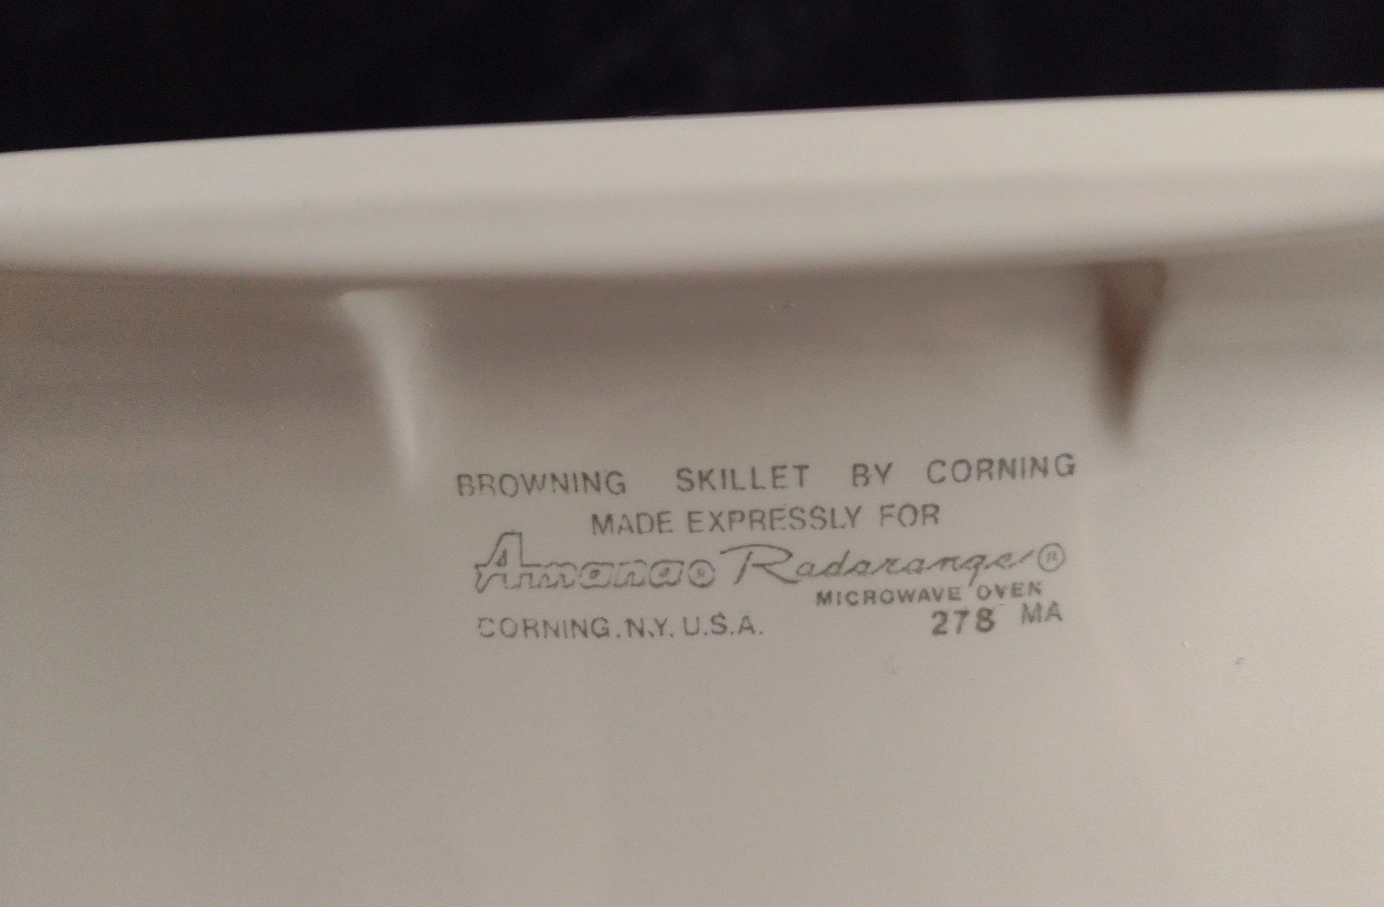 BROWNING SKILLET BY CORNING
MADE EXPRESSLY FOR
Amana® Radarange®
MICROWAVE OVEN
CORNING, N.Y. U.S.A. 278 MA